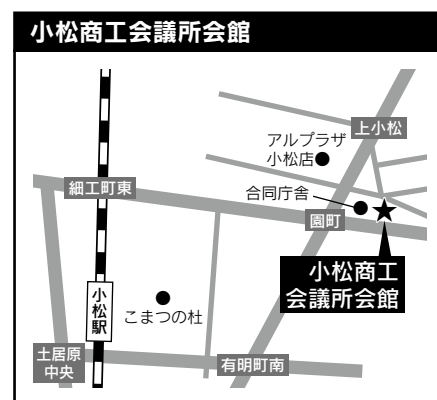 小松商工会議所会館
上小松
アルプラザ
小松店
細工町東
合同庁舎
園町
小松商工
会議所会館
小松駅
こまつの杜
土居原
中央
有明町南